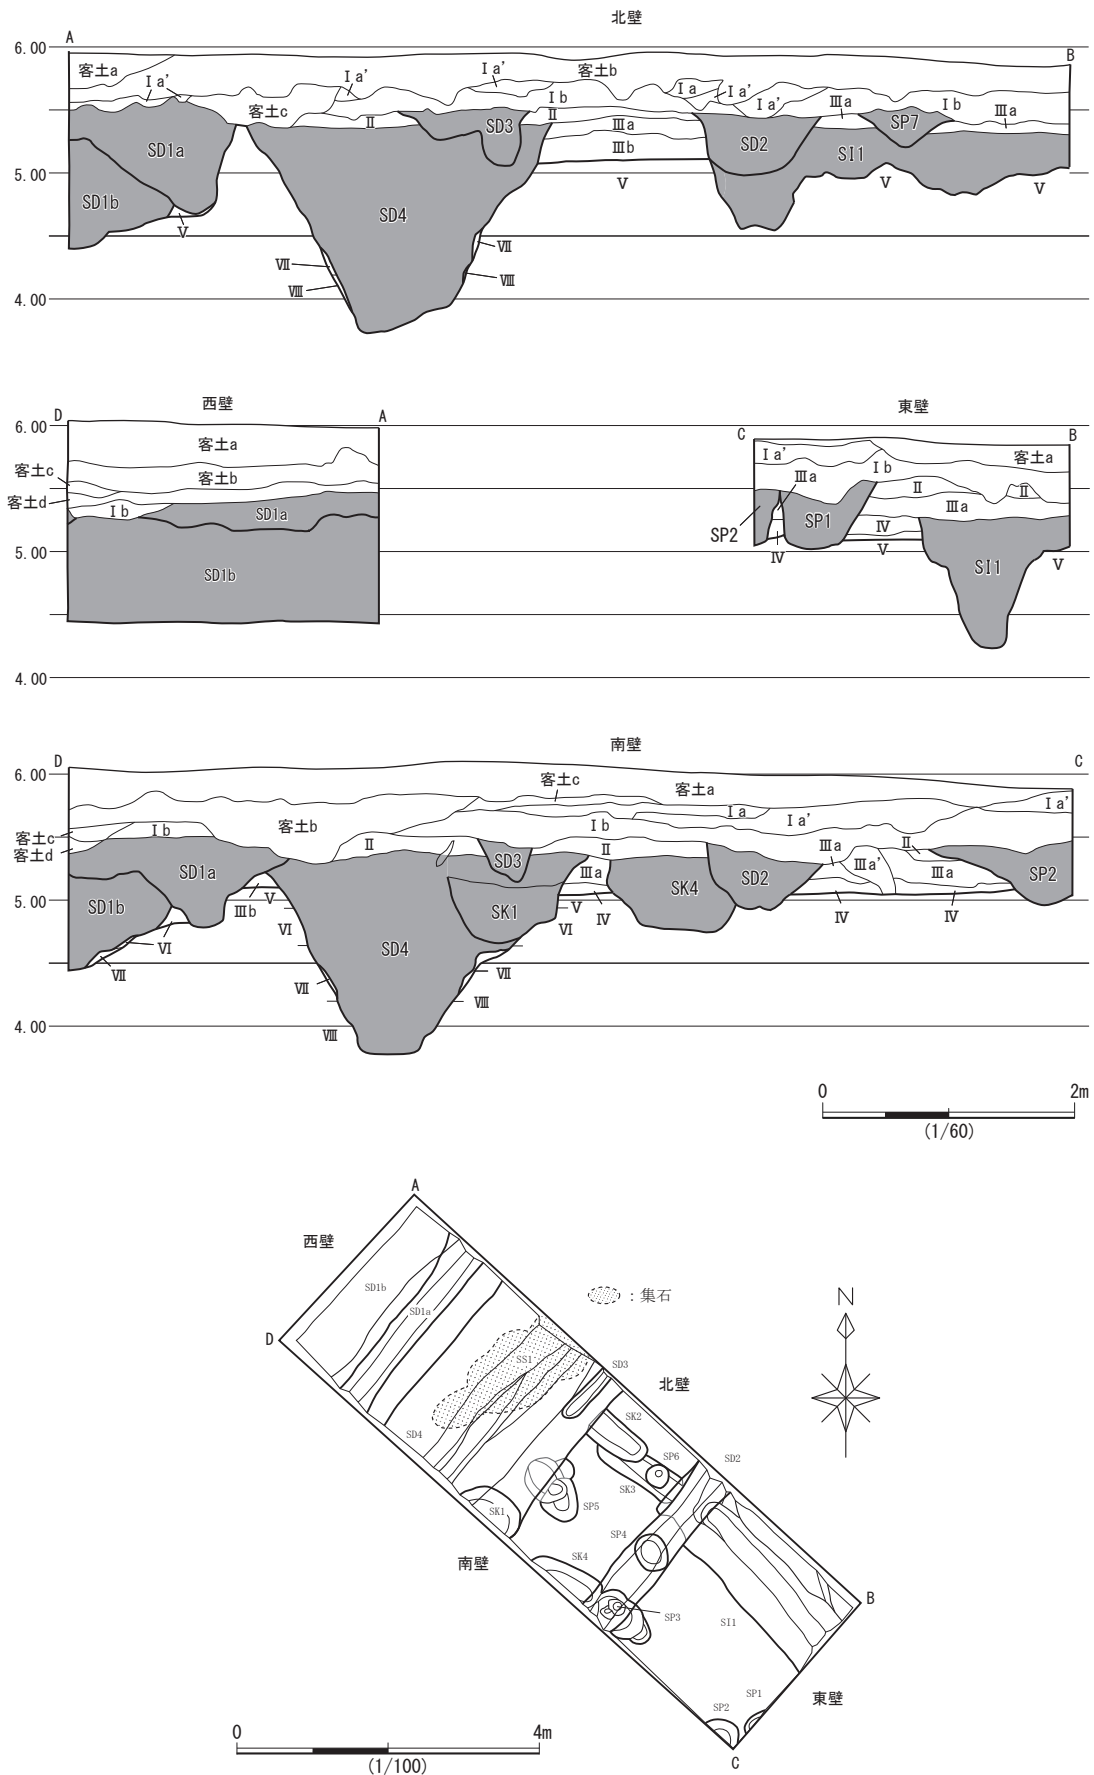 北壁
A
B
6.00
5.00
4.00
客土a
Ⅰa’
Ⅰa’
Ⅰa’
客土b
Ⅰa
Ⅰa’
Ⅰa’
客土c
Ⅰb
Ⅱ
Ⅱ
Ⅲa
Ⅲa
Ⅰb
Ⅲa
SD3
SP7
SD1a
Ⅲb
SD2
SI1
SD1b
Ⅴ
Ⅴ
Ⅴ
Ⅴ
SD4
Ⅶ
Ⅶ
Ⅷ
Ⅷ
西壁
D
A
6.00
5.00
4.00
客土a
客土c
客土b
客土d
Ⅰb
SD1a
SD1b
東壁
C
B
Ⅰa’
Ⅰb
客土a
Ⅲa
Ⅱ
Ⅱ
Ⅲa
SP1
SP2
Ⅳ
Ⅳ
Ⅴ
Ⅴ
SI1
南壁
D
C
6.00
5.00
4.00
客土c
客土a
Ⅰa
Ⅰa’
Ⅰa’
客土c
Ⅰb
客土b
Ⅰb
客土d
Ⅱ
Ⅱ
Ⅲa
Ⅱ
SD1a
SD3
Ⅲa
Ⅲa’
Ⅲa
SD2
SP2
SK4
SD1b
Ⅲb
Ⅴ
SK1
Ⅴ
Ⅳ
Ⅳ
Ⅳ
Ⅵ
Ⅵ
Ⅵ
SD4
Ⅶ
Ⅶ
Ⅶ
Ⅷ
Ⅷ
0
2m
(1/60)
A
西壁
SD1b
SD1a
D
：集石
N
SS1
SD3
北壁
SD4
SK2
SP6
SD2
SK3
SK1
SP5
SP4
南壁
SK4
B
SP3
SI1
SP1
SP2
東壁
C
0
4m
(1/100)